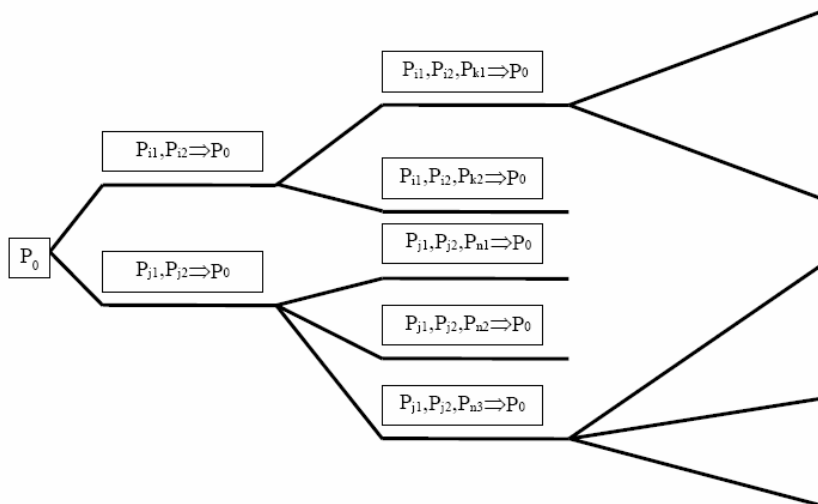 P₀
Pᵢ₁,Pᵢ₂⇒P₀
Pⱼ₁,Pⱼ₂⇒P₀
Pᵢ₁,Pᵢ₂,Pₖ₁⇒P₀
Pᵢ₁,Pᵢ₂,Pₖ₂⇒P₀
Pⱼ₁,Pⱼ₂,Pₙ₁⇒P₀
Pⱼ₁,Pⱼ₂,Pₙ₂⇒P₀
Pⱼ₁,Pⱼ₂,Pₙ₃⇒P₀